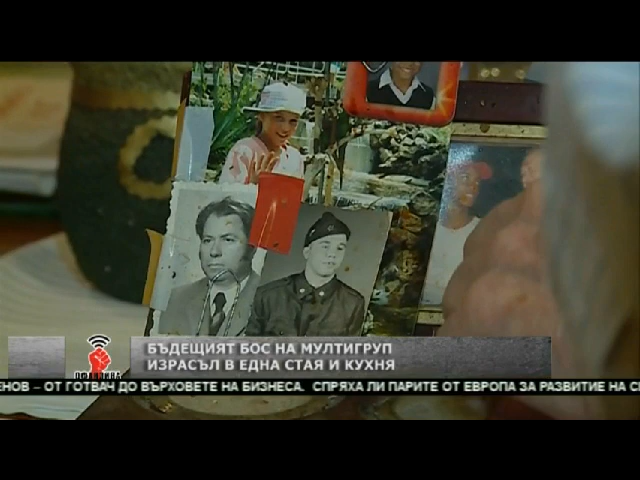 БЪДЕЩИЯТ БОС НА МУЛТИГРУП
ИЗРАСЪЛ В ЕДНА СТАЯ И КУХНЯ
ЕНОВ – ОТ ГОТВАЧ ДО ВЪРХОВЕТЕ НА БИЗНЕСА. СПРЯХА ЛИ ПАРИТЕ ОТ ЕВРОПА ЗА РАЗВИТИЕ НА С